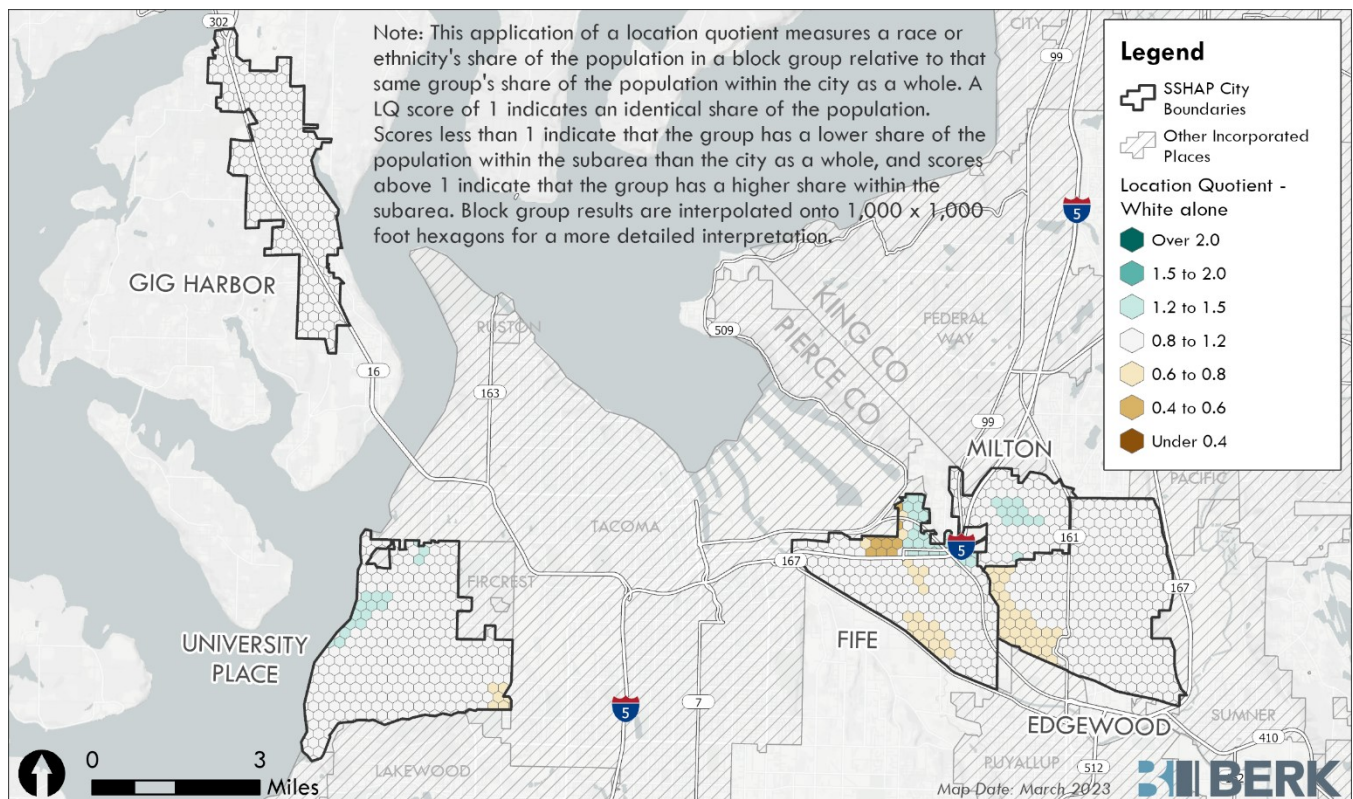 302
Note: This application of a location quotient measures a race or
ethnicity's share of the population in a block group relative to that
same group's share of the population within the city as a whole. A
LQ score of 1 indicates an identical share of the population.
Scores less than 1 indicate that the group has a lower share of the
population within the subarea than the city as a whole, and scores
above 1 indicate that the group has a higher share within the
subarea. Block group results are interpolated onto 1,000 x 1,000
foot hexagons for a more detailed interpretation.
CITY
99
5
Legend
SSHAP City
Boundaries
Other Incorporated
Places
Location Quotient -
White alone
Over 2.0
1.5 to 2.0
1.2 to 1.5
0.8 to 1.2
0.6 to 0.8
0.4 to 0.6
Under 0.4
GIG HARBOR
16
RUSTON
163
509
KING CO
PIERCE CO
FEDERAL
WAY
99
MILTON
PACIFIC
TACOMA
161
5
167
167
FIRCREST
UNIVERSITY
PLACE
FIFE
5
7
EDGEWOOD
SUMNER
410
LAKEWOOD
PUYALLUP
512
0 3
Miles
Map Date: March 2023
BERK